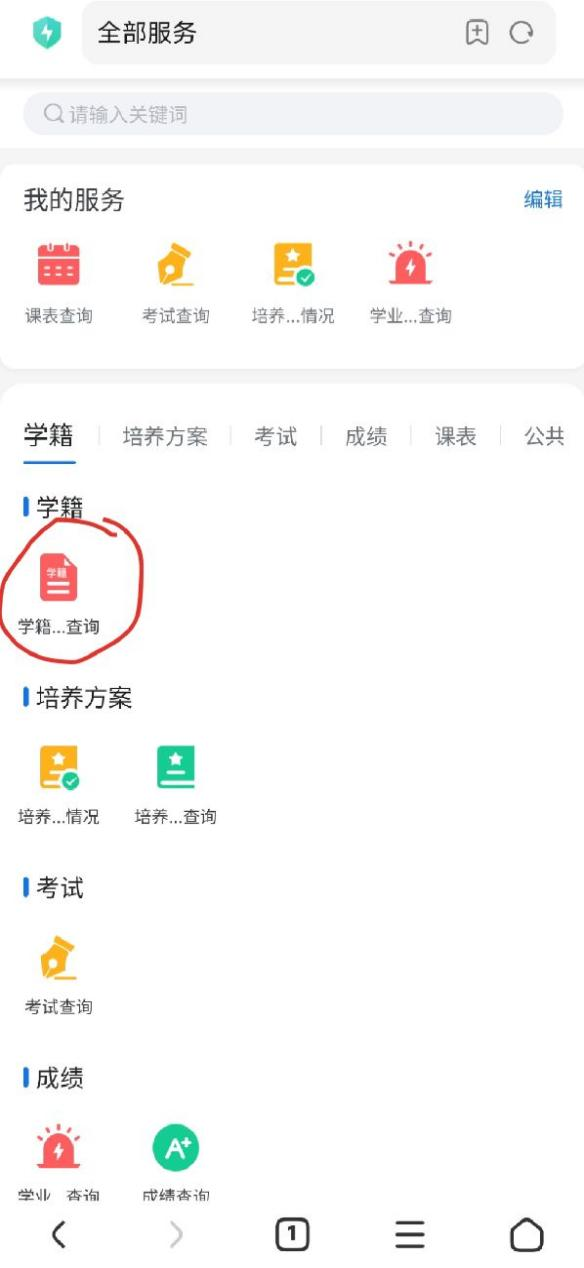 全部服务
请输入关键词
我的服务
编辑
课表查询 考试查询 培养...情况 学业...查询
学籍 培养方案 考试 成绩 课表 公共
学籍
学籍
学籍...查询
培养方案
培养...情况 培养...查询
考试
考试查询
成绩
A+
学业...查询 成绩查询
1